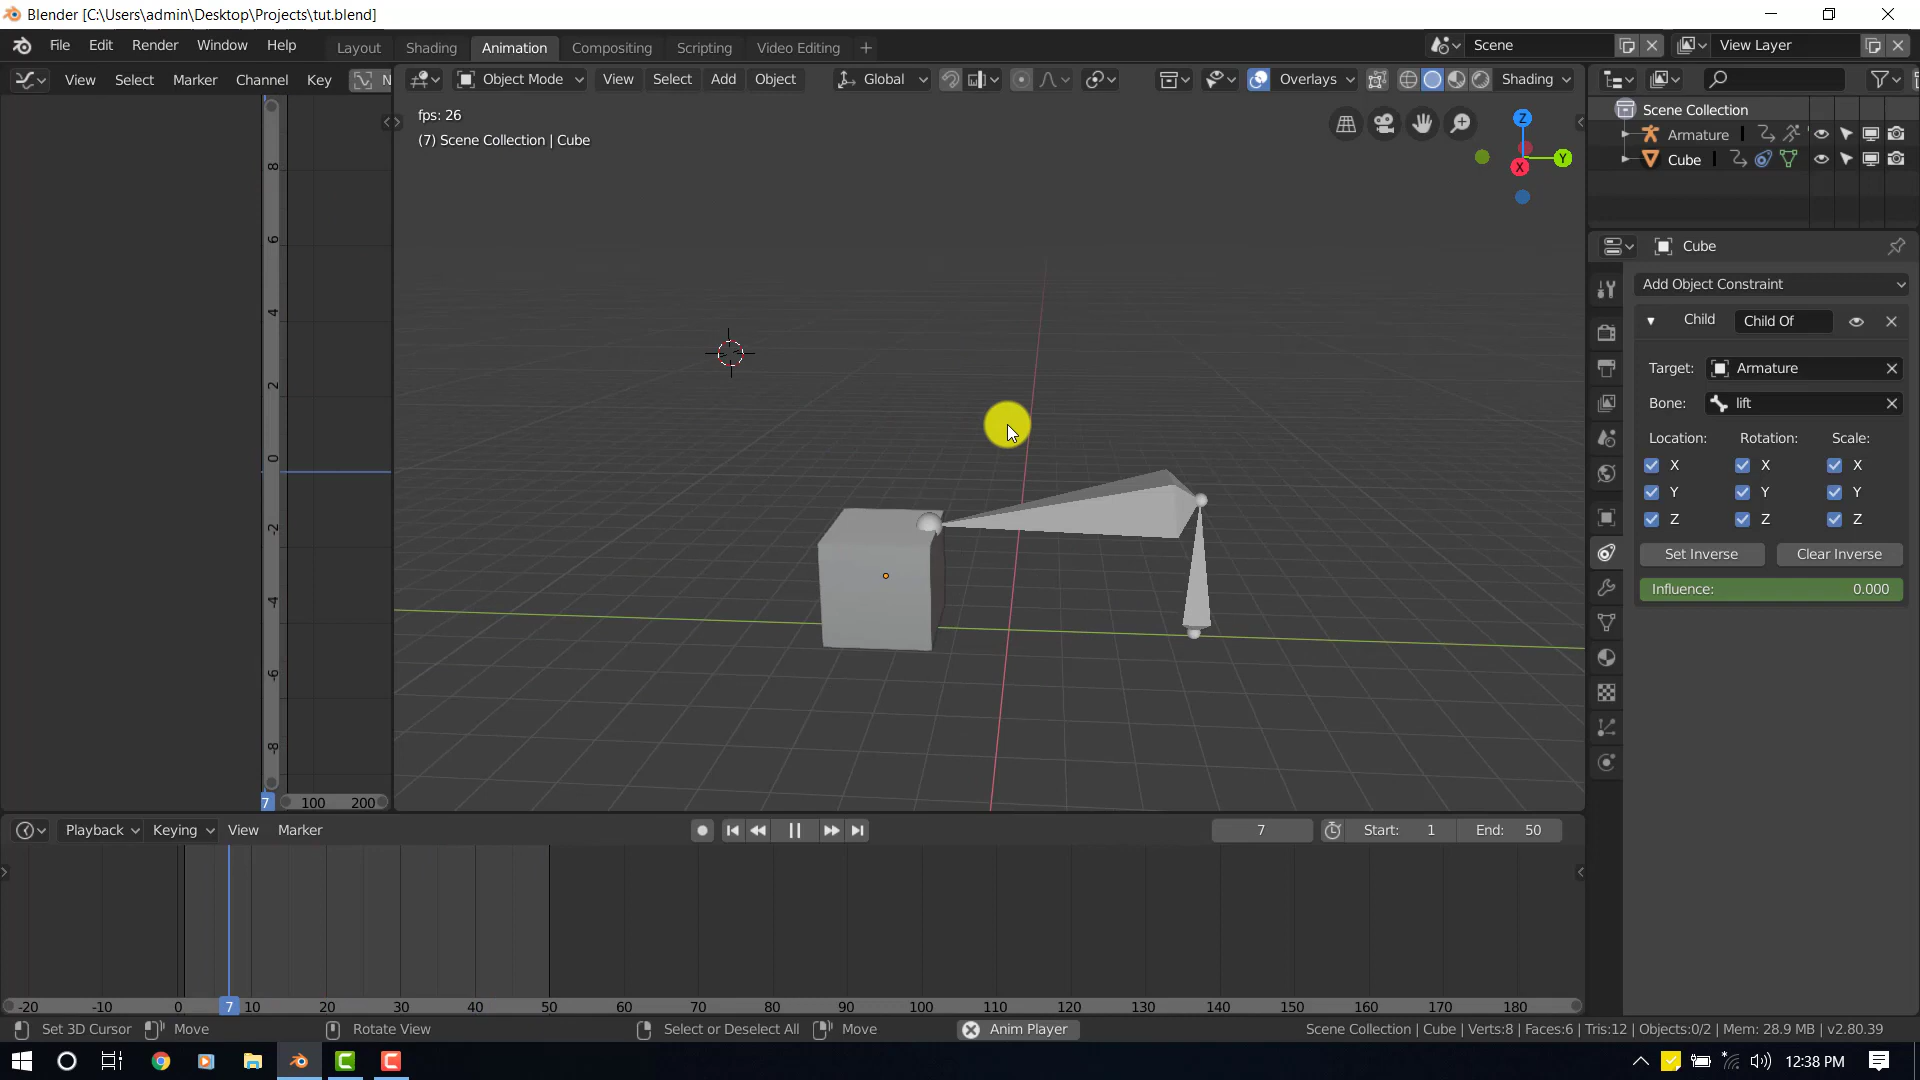 Blender [C:\Users\admin\Desktop\Projects\tut.blend]
File Edit Render Window Help
Layout Shading Animation Compositing Scripting Video Editing +
Scene
View Layer
View Select Marker Channel Key N
Object Mode View Select Add Object Global Overlays Shading
fps: 26
(7) Scene Collection | Cube
Z
Y
X
Scene Collection
Armature
Cube
Cube
Add Object Constraint
Child Child Of
Target: Armature
Bone: lift
Location: Rotation: Scale:
X X X
Y Y Y
Z Z Z
Set Inverse Clear Inverse
Influence: 0.000
8
6
4
2
0
-2
-4
-6
-8
7 100 200
Playback Keying View Marker
7 Start: 1 End: 50
-20 -10 0 7 10 20 30 40 50 60 70 80 90 100 110 120 130 140 150 160 170 180
Set 3D Cursor Move Rotate View Select or Deselect All Move Anim Player
Scene Collection | Cube | Verts:8 | Faces:6 | Tris:12 | Objects:0/2 | Mem: 28.9 MB | v2.80.39
12:38 PM